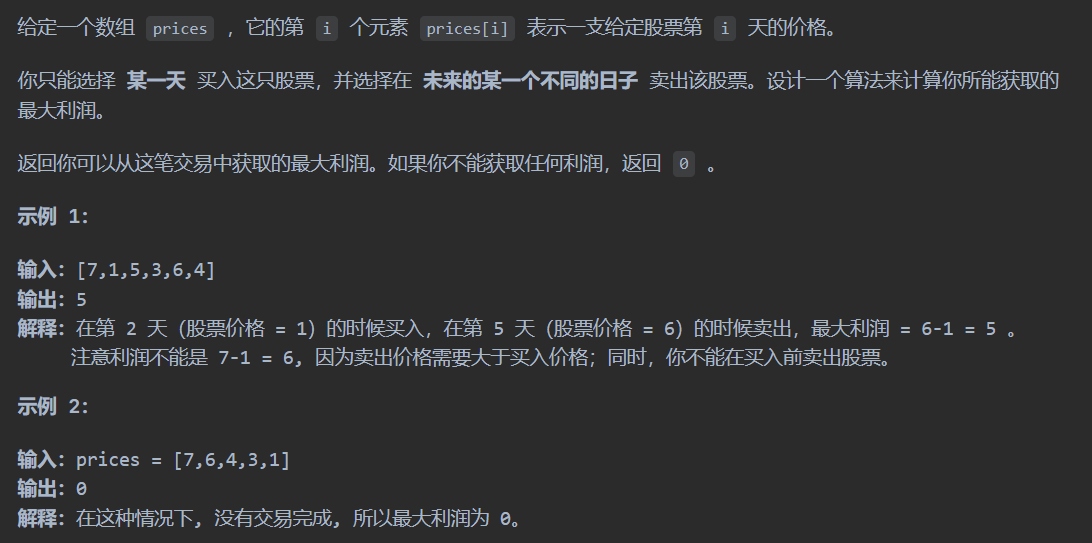 给定一个数组 prices ，它的第 i 个元素 prices[i] 表示一支给定股票第 i 天的价格。
你只能选择 某一天 买入这只股票，并选择在 未来的某一个不同的日子 卖出该股票。设计一个算法来计算你所能获取的
最大利润。
返回你可以从这笔交易中获取的最大利润。如果你不能获取任何利润，返回 0 。
示例 1：
输入：[7,1,5,3,6,4]
输出：5
解释：在第 2 天（股票价格 = 1）的时候买入，在第 5 天（股票价格 = 6）的时候卖出，最大利润 = 6-1 = 5 。
注意利润不能是 7-1 = 6, 因为卖出价格需要大于买入价格；同时，你不能在买入前卖出股票。
示例 2：
输入：prices = [7,6,4,3,1]
输出：0
解释：在这种情况下, 没有交易完成, 所以最大利润为 0。